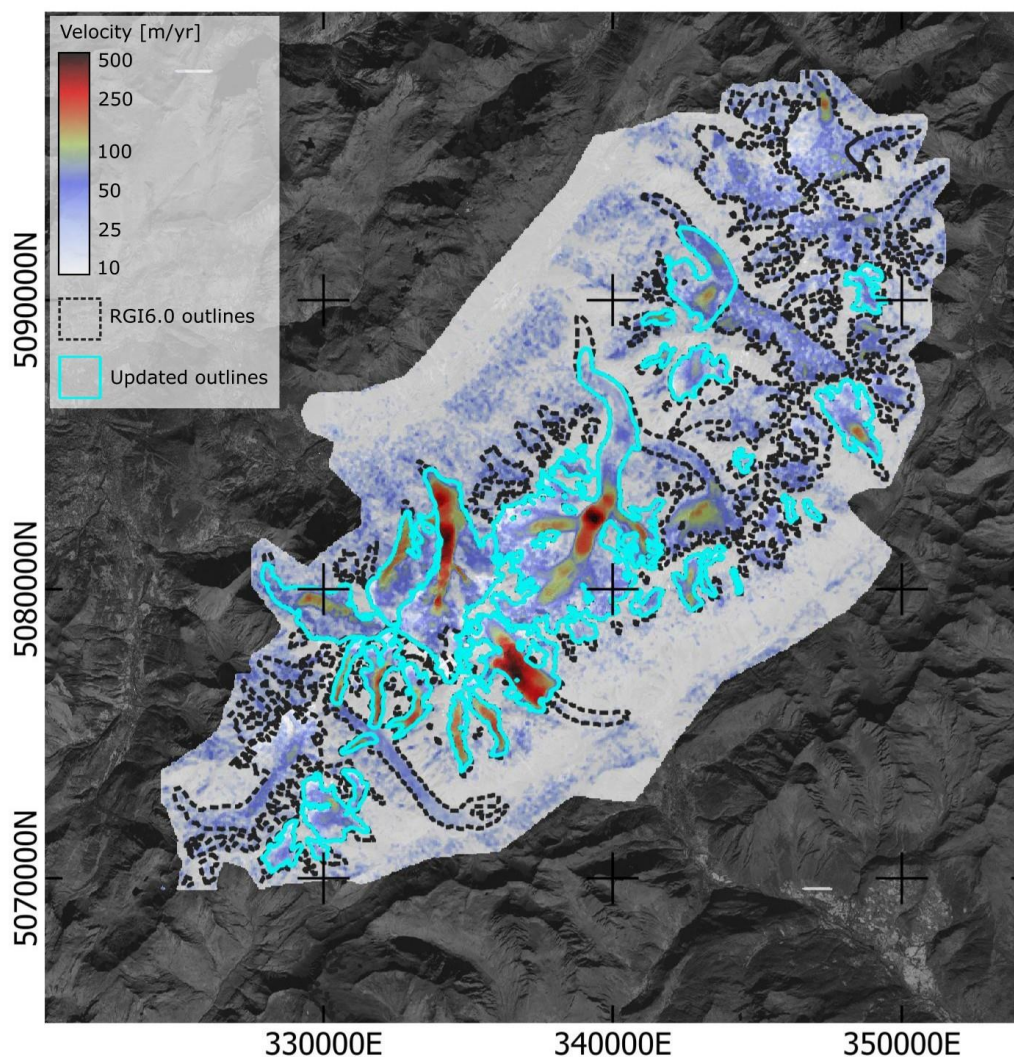 Velocity [m/yr]
500
250
100
50
25
10
RGI6.0 outlines
Updated outlines
5090000N
5080000N
5070000N
330000E
340000E
350000E